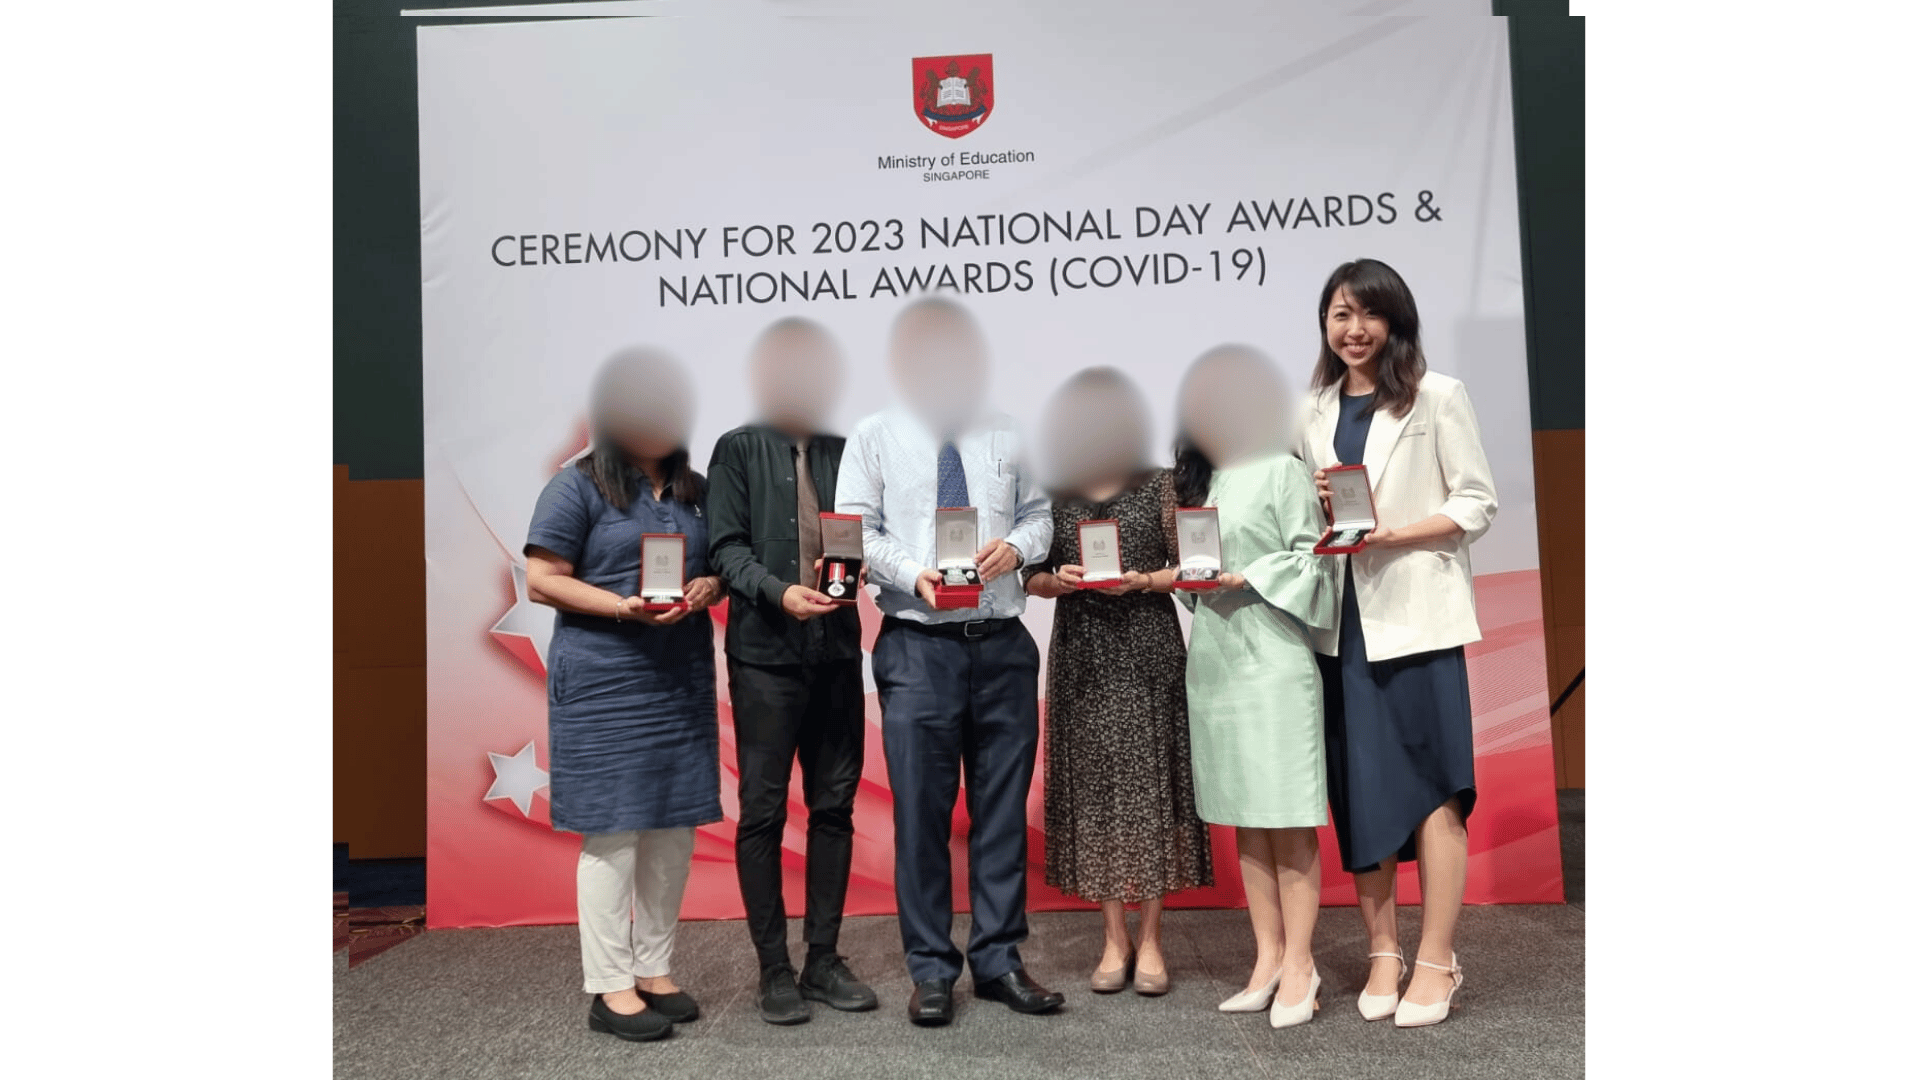 SINGAPORE
Ministry of Education
SINGAPORE
CEREMONY FOR 2023 NATIONAL DAY AWARDS &
NATIONAL AWARDS (COVID-19)